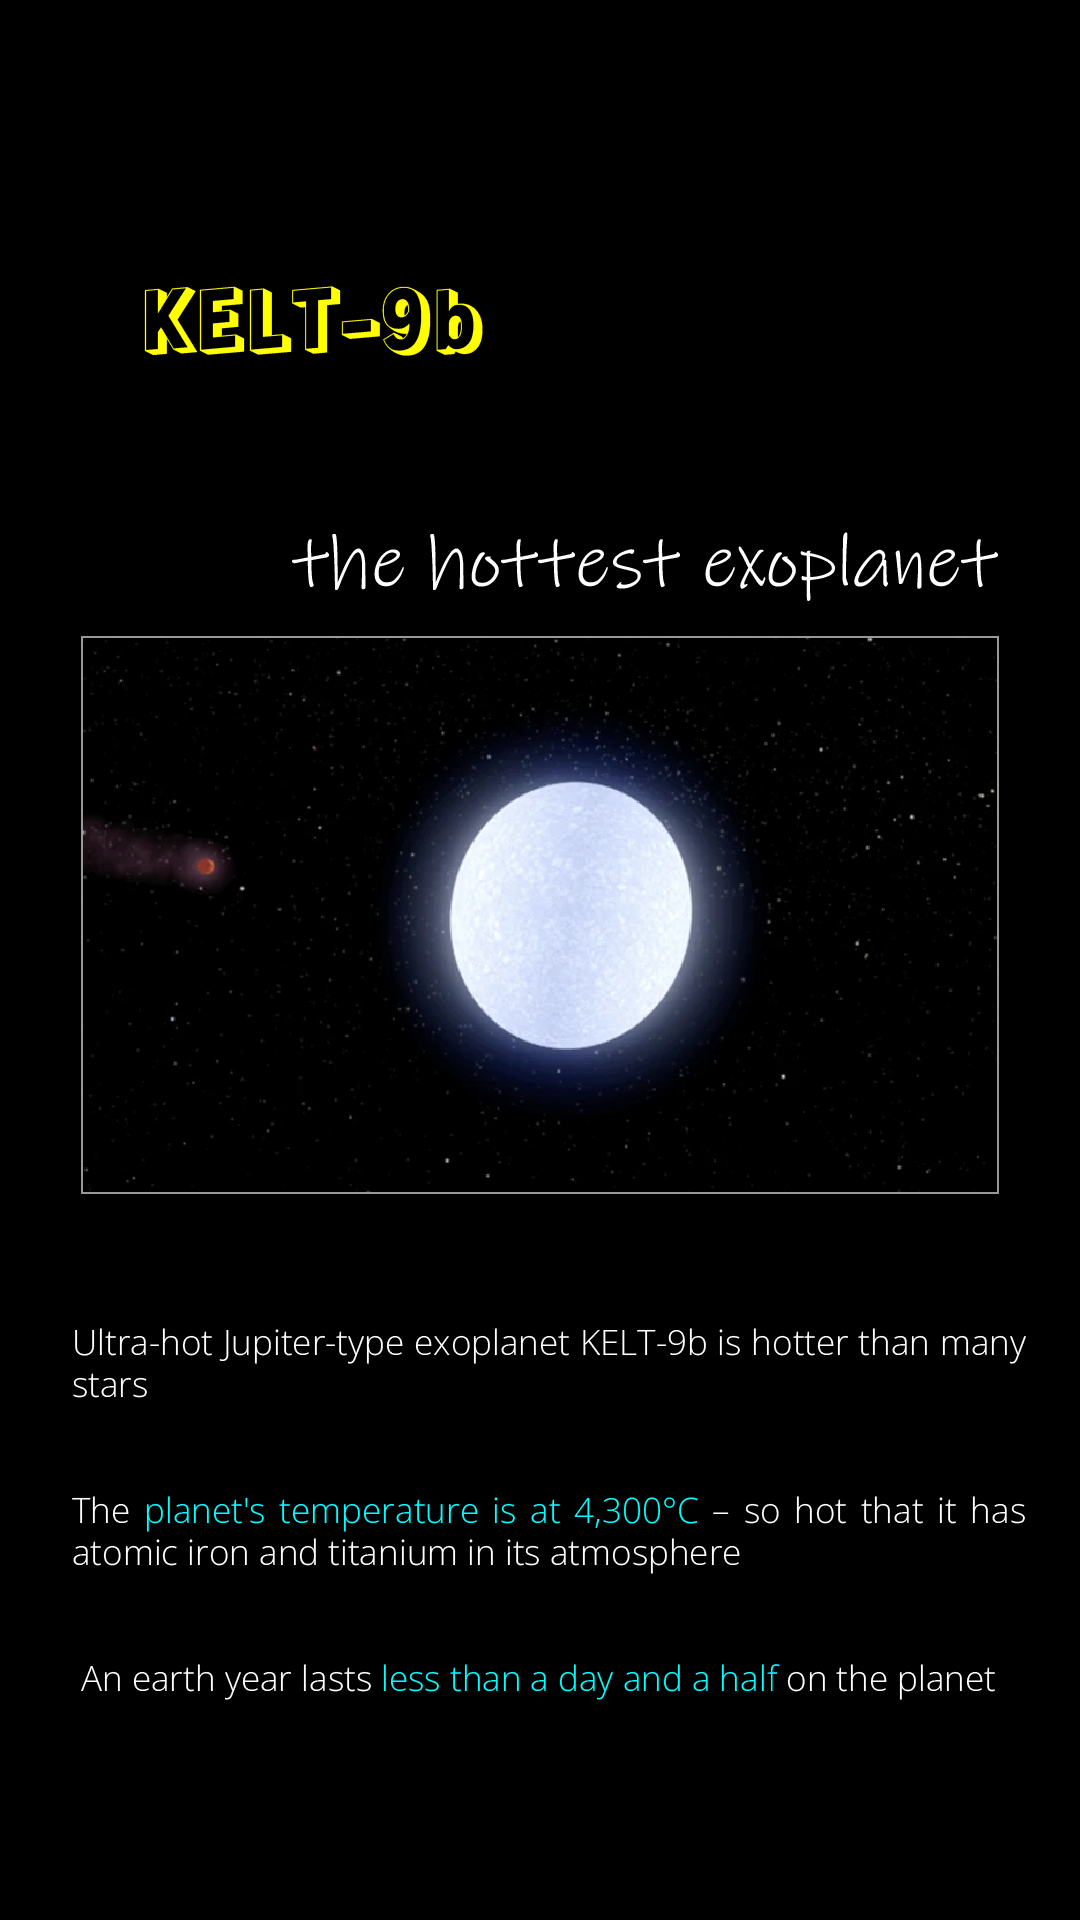 KELT-9b
the hottest exoplanet
Ultra-hot Jupiter-type exoplanet KELT-9b is hotter than many
stars
The planet's temperature is at 4,300°C – so hot that it has
atomic iron and titanium in its atmosphere
An earth year lasts less than a day and a half on the planet